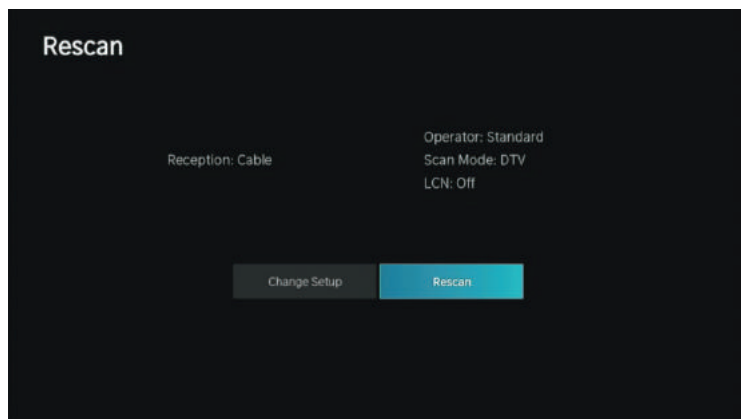 Rescan
Reception: Cable
Operator: Standard
Scan Mode: DTV
LCN: Off
Change Setup
Rescan